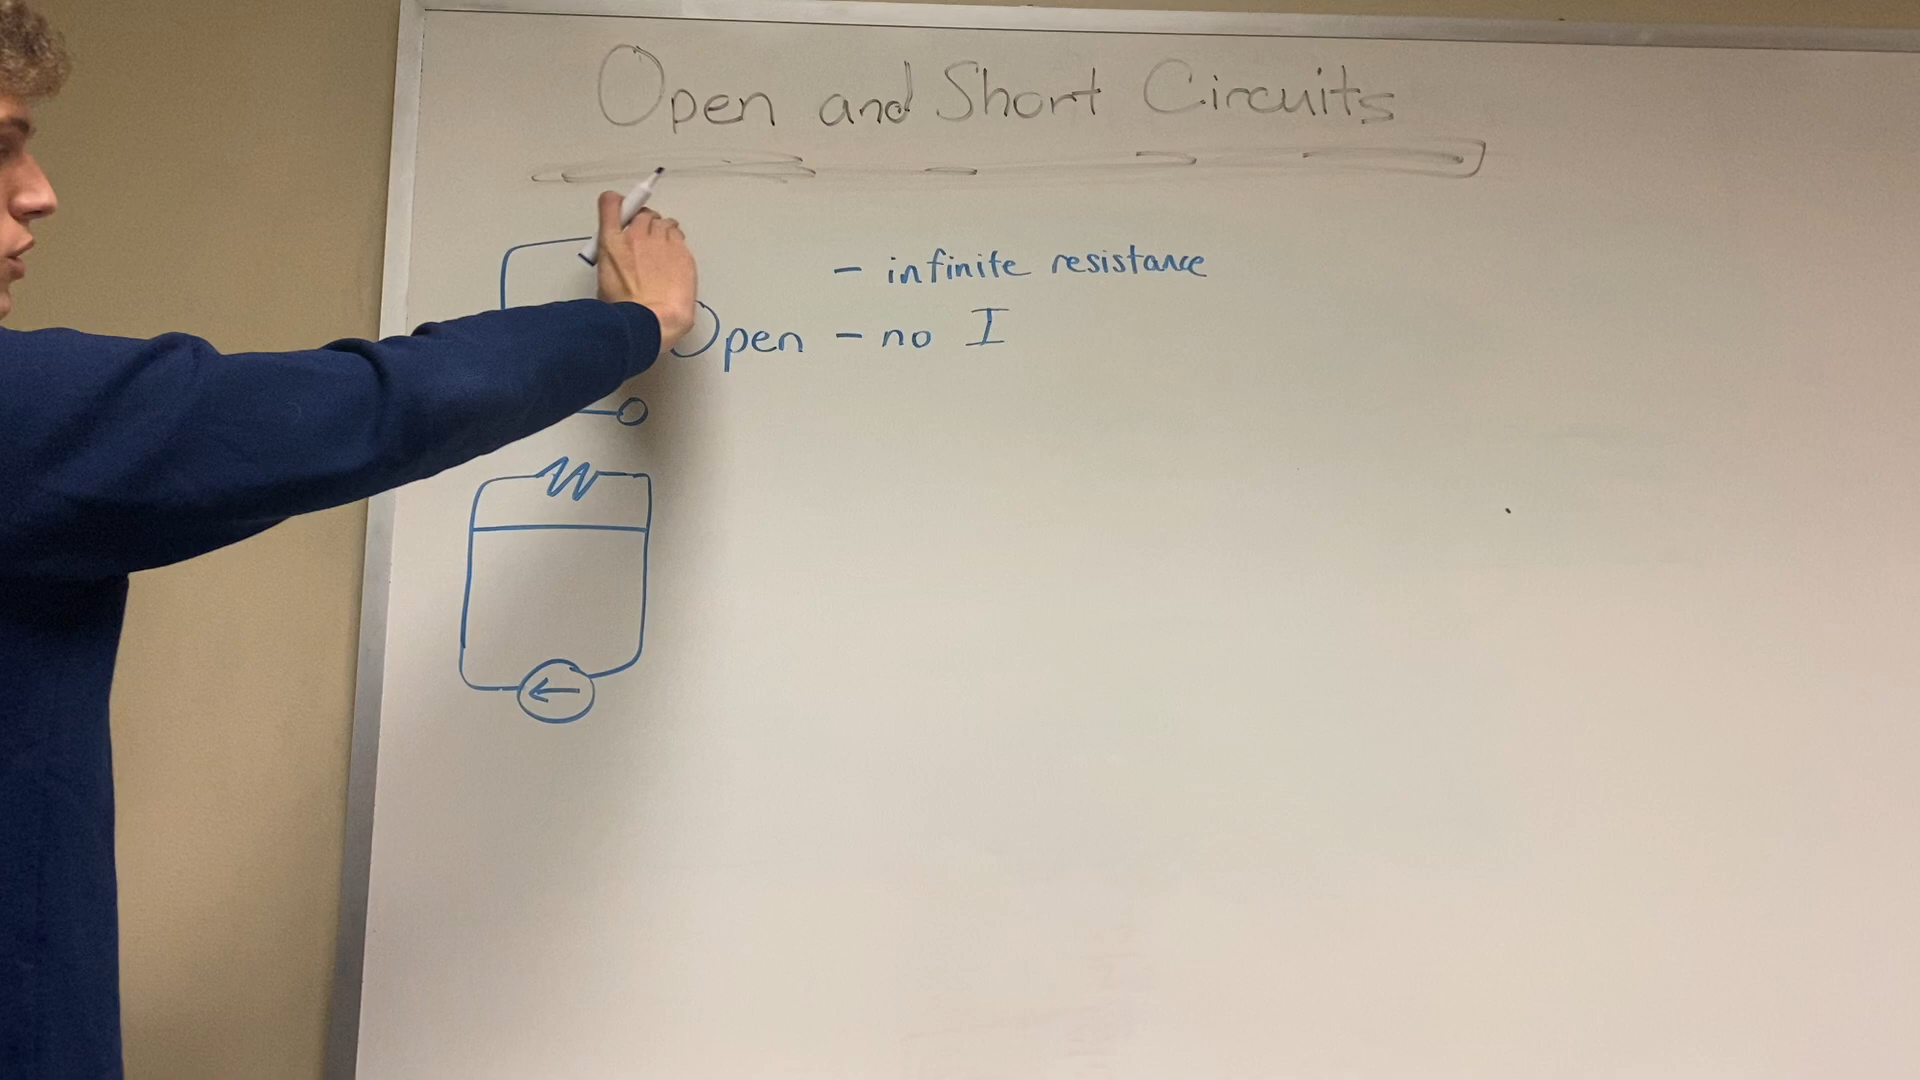 Open and Short Circuits
- infinite resistance
Open - no I